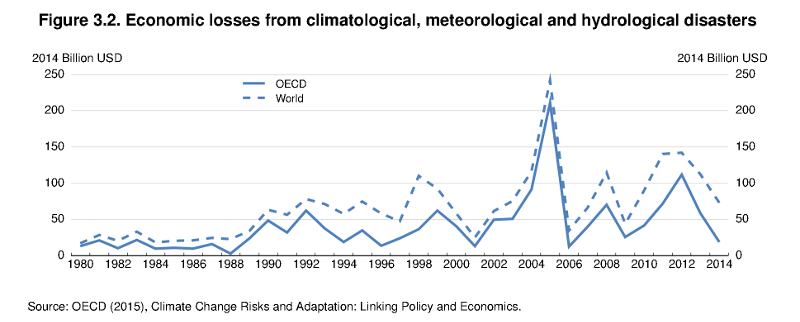 Figure 3.2. Economic losses from climatological, meteorological and hydrological disasters
2014 Billion USD 2014 Billion USD
250 250
OECD
World
200 200
150 150
100 100
50 50
0 0
1980 1982 1984 1986 1988 1990 1992 1994 1996 1998 2000 2002 2004 2006 2008 2010 2012 2014
Source: OECD (2015), Climate Change Risks and Adaptation: Linking Policy and Economics.